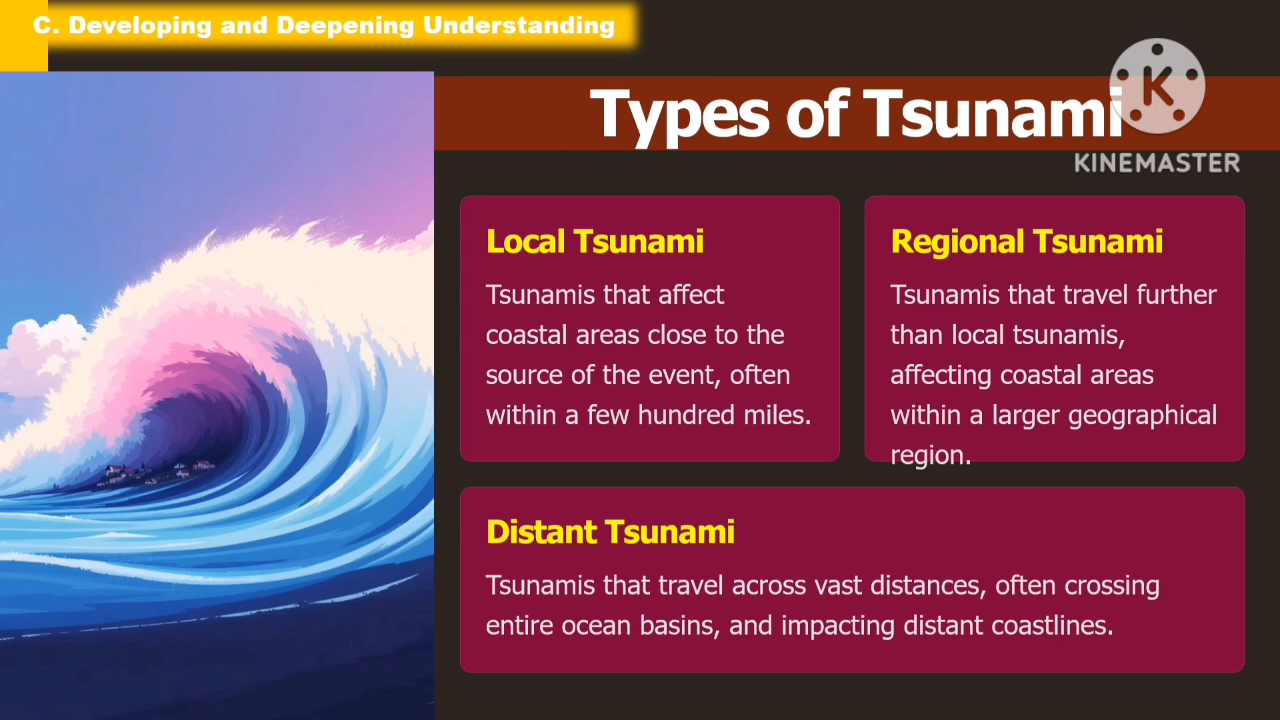 C. Developing and Deepening Understanding
Types of Tsunami
K
KINEMASTER
Local Tsunami
Tsunamis that affect
coastal areas close to the
source of the event, often
within a few hundred miles.
Regional Tsunami
Tsunamis that travel further
than local tsunamis,
affecting coastal areas
within a larger geographical
region.
Distant Tsunami
Tsunamis that travel across vast distances, often crossing
entire ocean basins, and impacting distant coastlines.